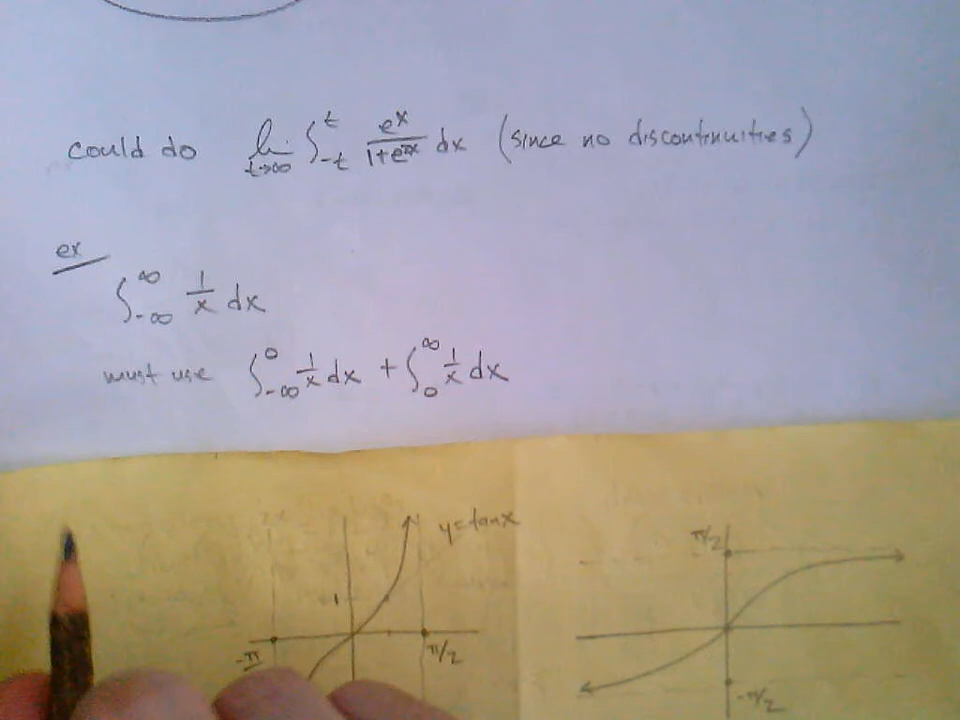 could do lim t→∞ ∫_{-t}^{t} e^x/(1+e^{2x}) dx (since no discontinuities)
ex
∫_{-∞}^{∞} 1/x dx
must use ∫_{-∞}^{0} 1/x dx + ∫_{0}^{∞} 1/x dx
y=tanx
π/2
1
-π
π/2
-π/2